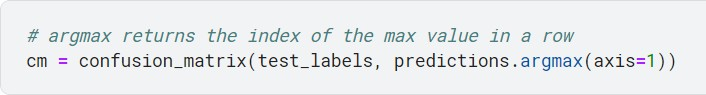 # argmax returns the index of the max value in a row
cm = confusion_matrix(test_labels, predictions.argmax(axis=1))